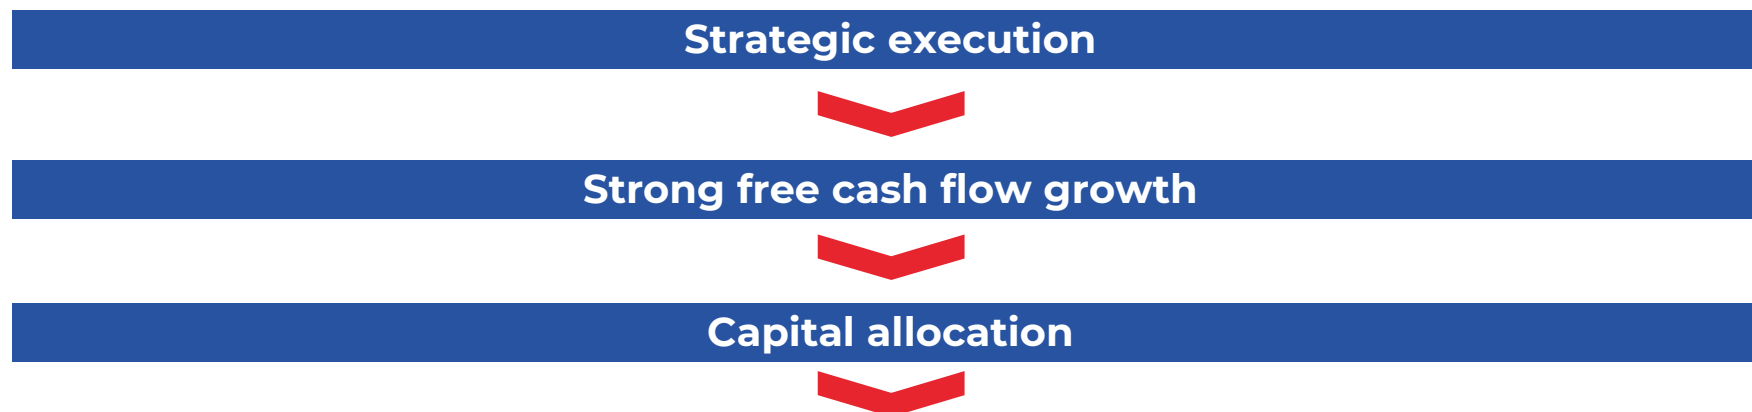 Strategic execution
Strong free cash flow growth
Capital allocation